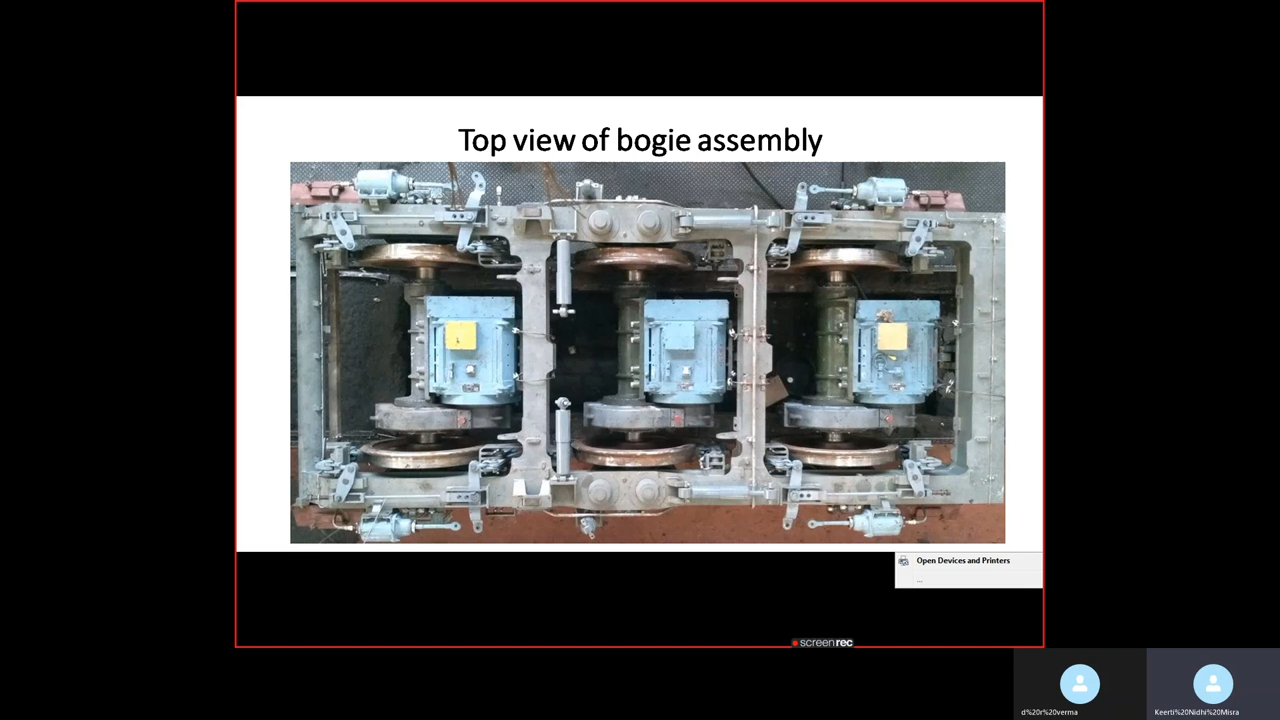 Top view of bogie assembly
Open Devices and Printers
...
screenrec
d%20r%20verma
Keerti%20Nidhi%20Misra